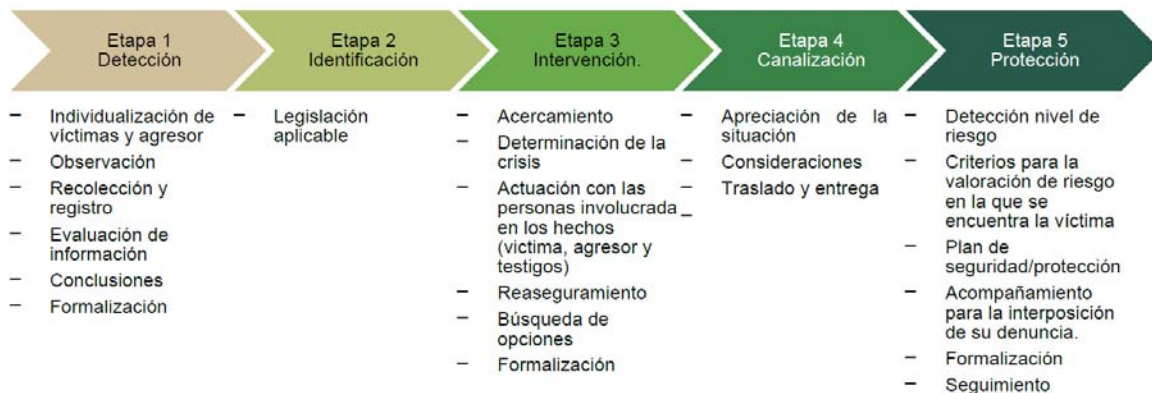 Etapa 1
Detección
Etapa 2
Identificación
Etapa 3
Intervención.
Etapa 4
Canalización
Etapa 5
Protección
– Individualización de
víctimas y agresor
– Observación
– Recolección y
registro
– Evaluación de
información
– Conclusiones
– Formalización
– Legislación
aplicable
– Acercamiento
– Determinación de la
crisis
– Actuación con las
personas involucrada
en los hechos
(victima, agresor y
testigos)
– Reaseguramiento
– Búsqueda de
opciones
– Formalización
– Apreciación de la
situación
– Consideraciones
– Traslado y entrega
–
– Detección nivel de
riesgo
– Criterios para la
valoración de riesgo
en la que se
encuentra la víctima
– Plan de
seguridad/protección
– Acompañamiento
para la interposición
de su denuncia.
– Formalización
– Seguimiento